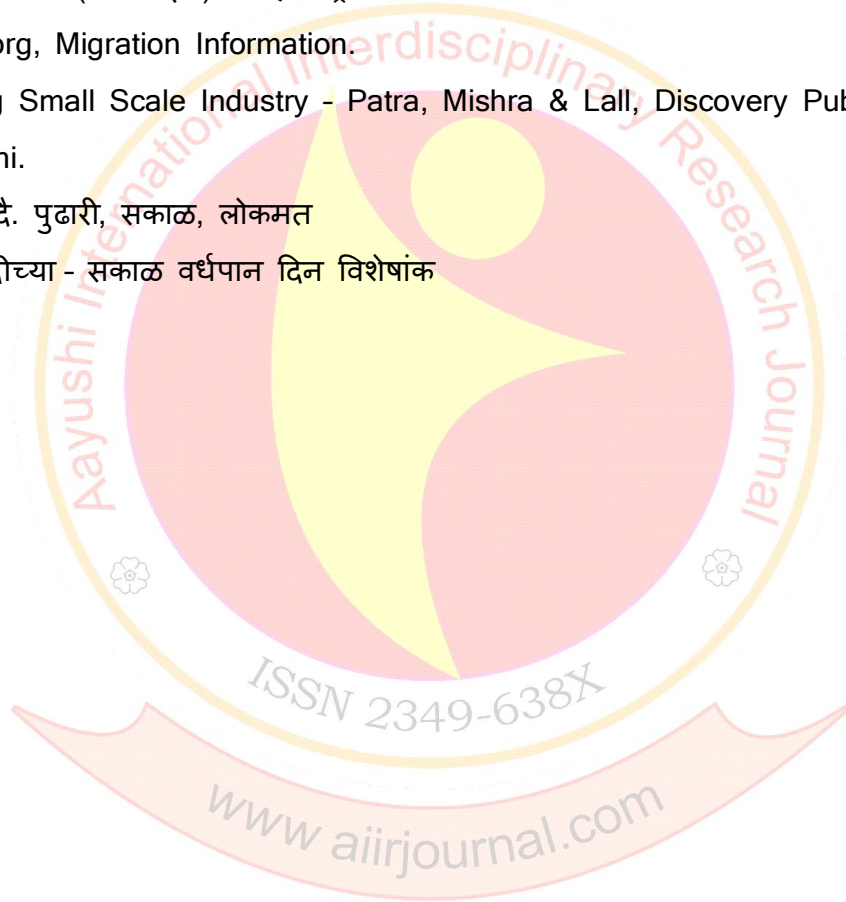 org, Migration Information.
g Small Scale Industry – Patra, Mishra & Lall, Discovery Pub
ni.
दै. पुढारी, सकाळ, लोकमत
सकाळ वर्धपान दिन विशेषांक
Aayushi International Interdisciplinary Research Journal
ISSN 2349-638X
www aiirjournal.com